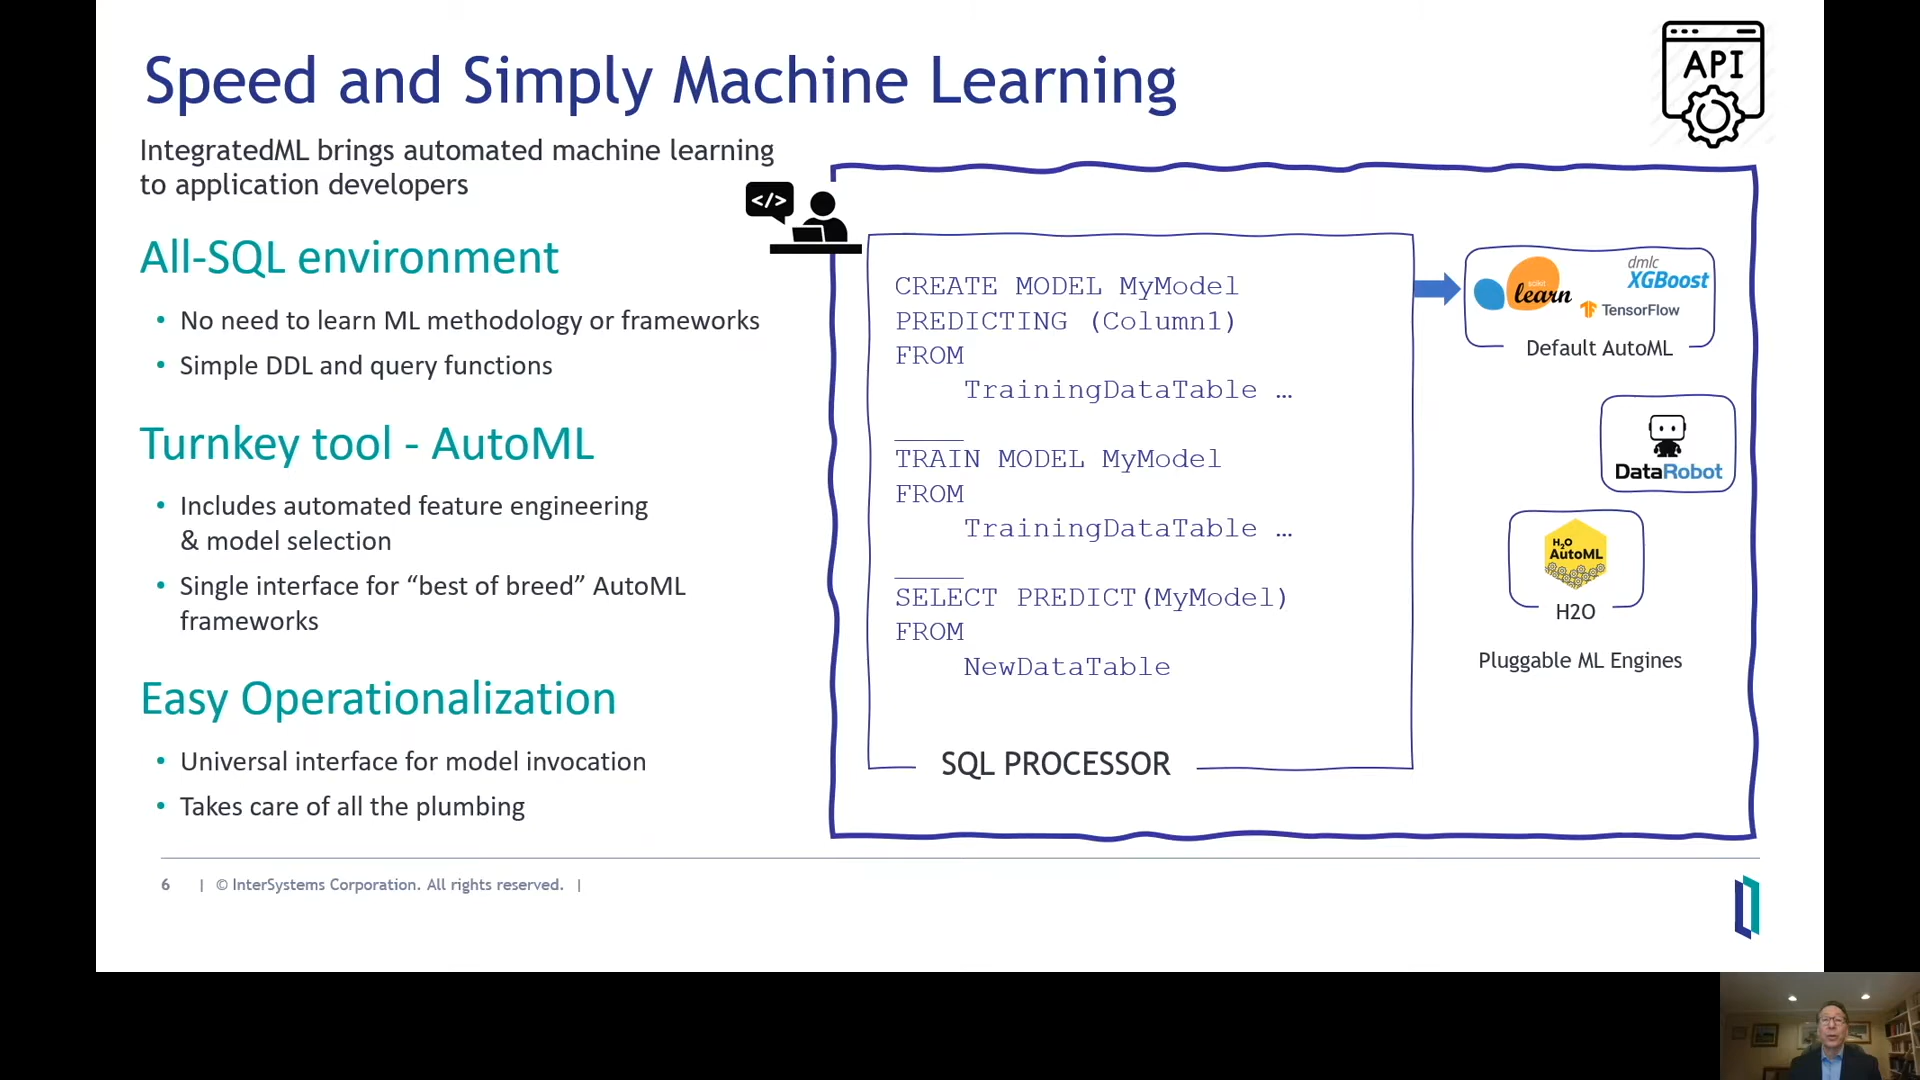 Speed and Simply Machine Learning
API
IntegratedML brings automated machine learning
to application developers
</>
All-SQL environment
• No need to learn ML methodology or frameworks
• Simple DDL and query functions
Turnkey tool - AutoML
• Includes automated feature engineering
& model selection
• Single interface for “best of breed” AutoML
frameworks
Easy Operationalization
• Universal interface for model invocation
• Takes care of all the plumbing
CREATE MODEL MyModel
PREDICTING (Column1)
FROM
TrainingDataTable …
____
TRAIN MODEL MyModel
FROM
TrainingDataTable …
____
SELECT PREDICT(MyModel)
FROM
NewDataTable
SQL PROCESSOR
scikit
learn
dmlc
XGBoost
TensorFlow
Default AutoML
DataRobot
H2O
AutoML
H2O
Pluggable ML Engines
6 | © InterSystems Corporation. All rights reserved. |